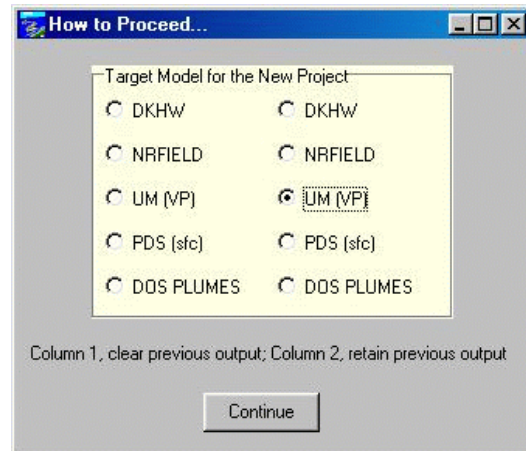 How to Proceed...
Target Model for the New Project
DKHW DKHW
NRFIELD NRFIELD
UM (VP) UM (VP)
PDS (sfc) PDS (sfc)
DOS PLUMES DOS PLUMES
Column 1, clear previous output; Column 2, retain previous output
Continue